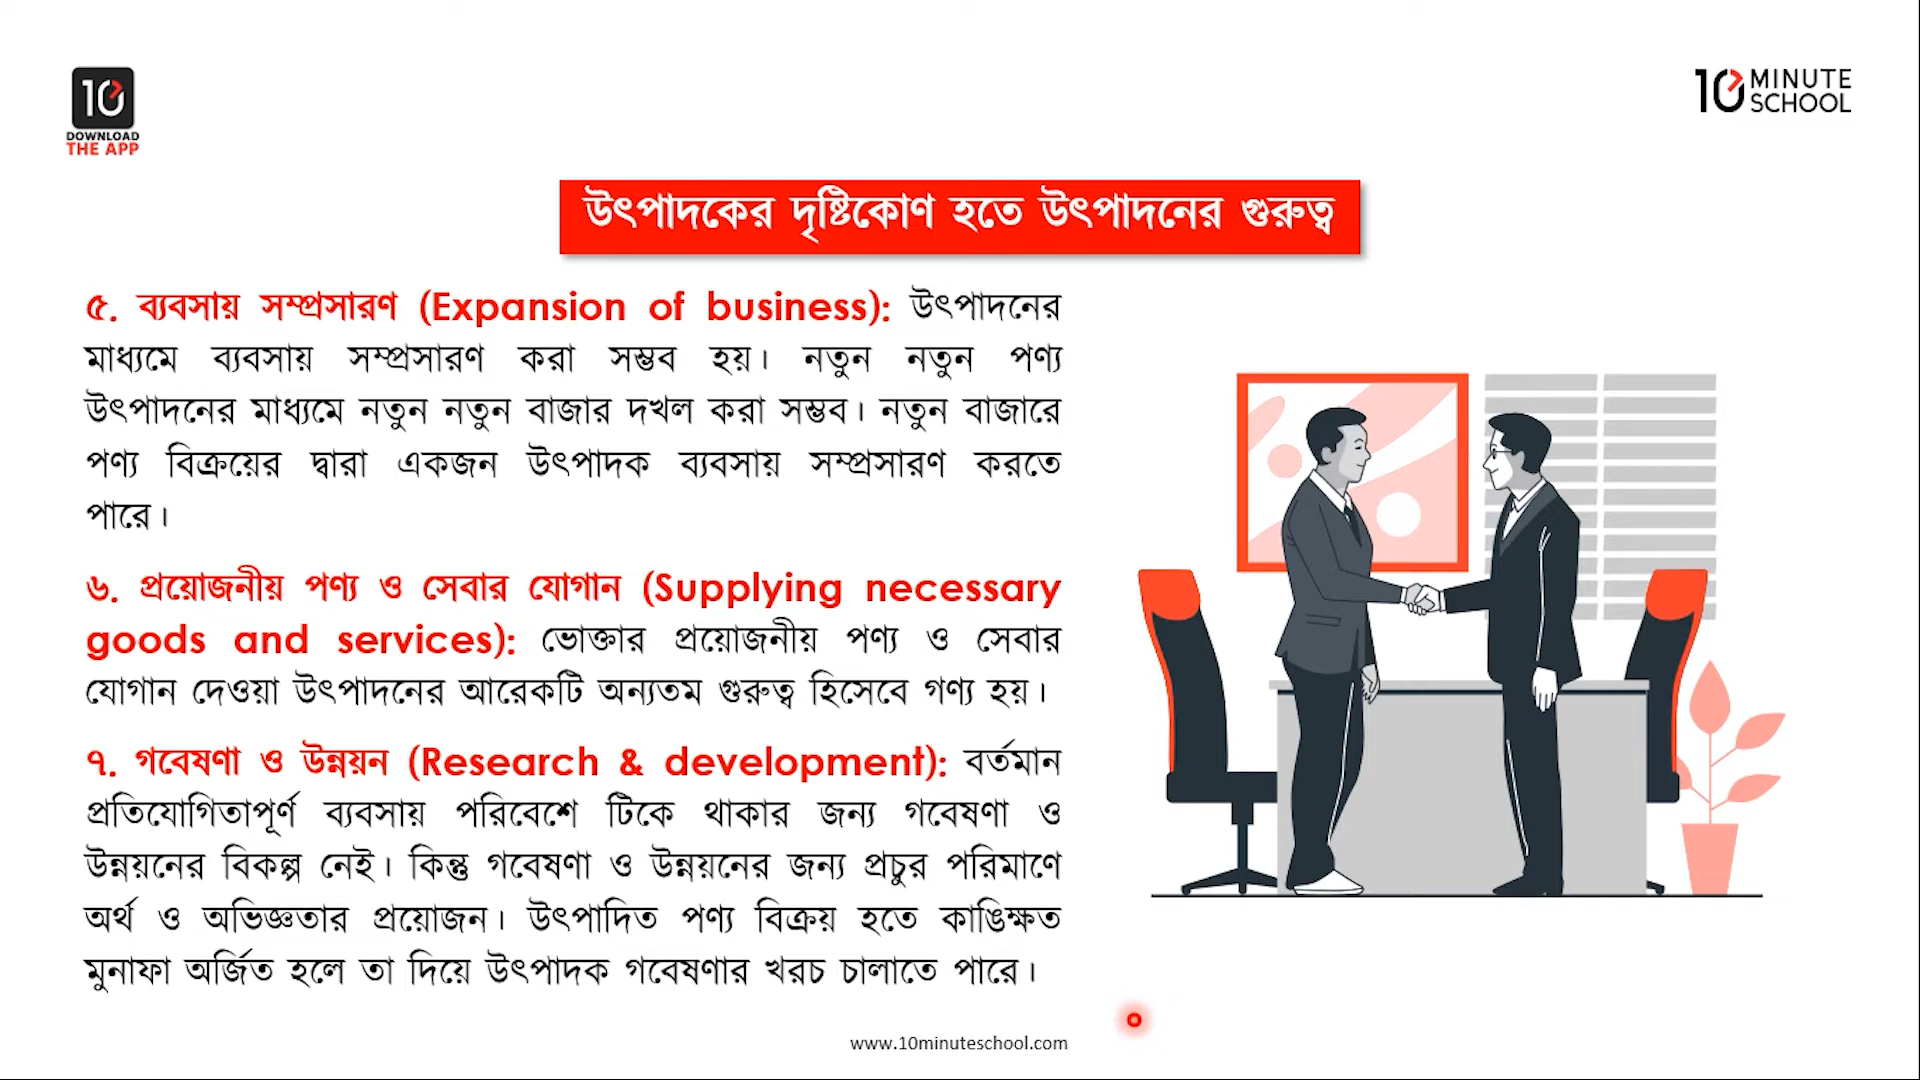 10
DOWNLOAD
THE APP
10 MINUTE
SCHOOL
উৎপাদকের দৃষ্টিকোণ হতে উৎপাদনের গুরুত্ব
৫. ব্যবসায় সম্প্রসারণ (Expansion of business): উৎপাদনের
মাধ্যমে ব্যবসায় সম্প্রসারণ করা সম্ভব হয়। নতুন নতুন পণ্য
উৎপাদনের মাধ্যমে নতুন নতুন বাজার দখল করা সম্ভব। নতুন বাজারে
পণ্য বিক্রয়ের দ্বারা একজন উৎপাদক ব্যবসায় সম্প্রসারণ করতে
পারে।
৬. প্রয়োজনীয় পণ্য ও সেবার যোগান (Supplying necessary
goods and services): ভোক্তার প্রয়োজনীয় পণ্য ও সেবার
যোগান দেওয়া উৎপাদনের আরেকটি অন্যতম গুরুত্ব হিসেবে গণ্য হয়।
৭. গবেষণা ও উন্নয়ন (Research & development): বর্তমান
প্রতিযোগিতাপূর্ণ ব্যবসায় পরিবেশে টিকে থাকার জন্য গবেষণা ও
উন্নয়নের বিকল্প নেই। কিন্তু গবেষণা ও উন্নয়নের জন্য প্রচুর পরিমাণে
অর্থ ও অভিজ্ঞতার প্রয়োজন। উৎপাদিত পণ্য বিক্রয় হতে কাঙিক্ষত
মুনাফা অর্জিত হলে তা দিয়ে উৎপাদক গবেষণার খরচ চালাতে পারে।
www.10minuteschool.com